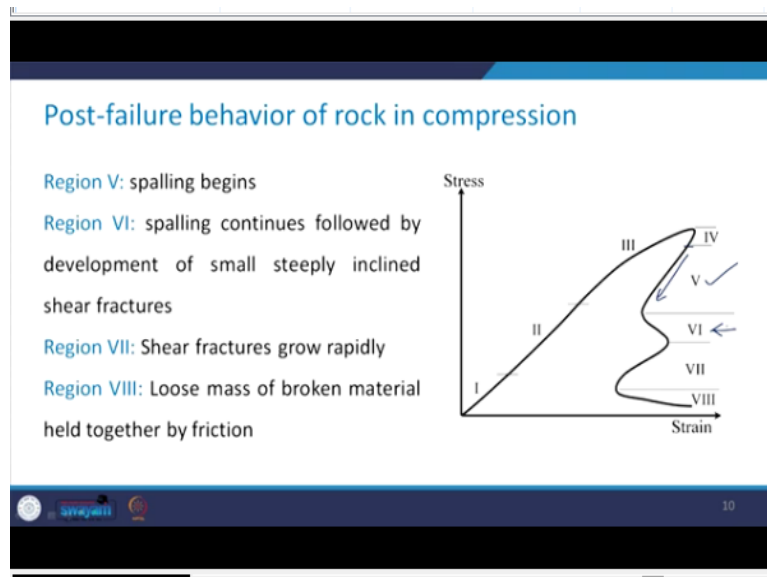 Post-failure behavior of rock in compression
Region V: spalling begins
Region VI: spalling continues followed by
development of small steeply inclined
shear fractures
Region VII: Shear fractures grow rapidly
Region VIII: Loose mass of broken material
held together by friction
Stress
I
II
III
IV
V
VI
VII
VIII
Strain
swayam
10